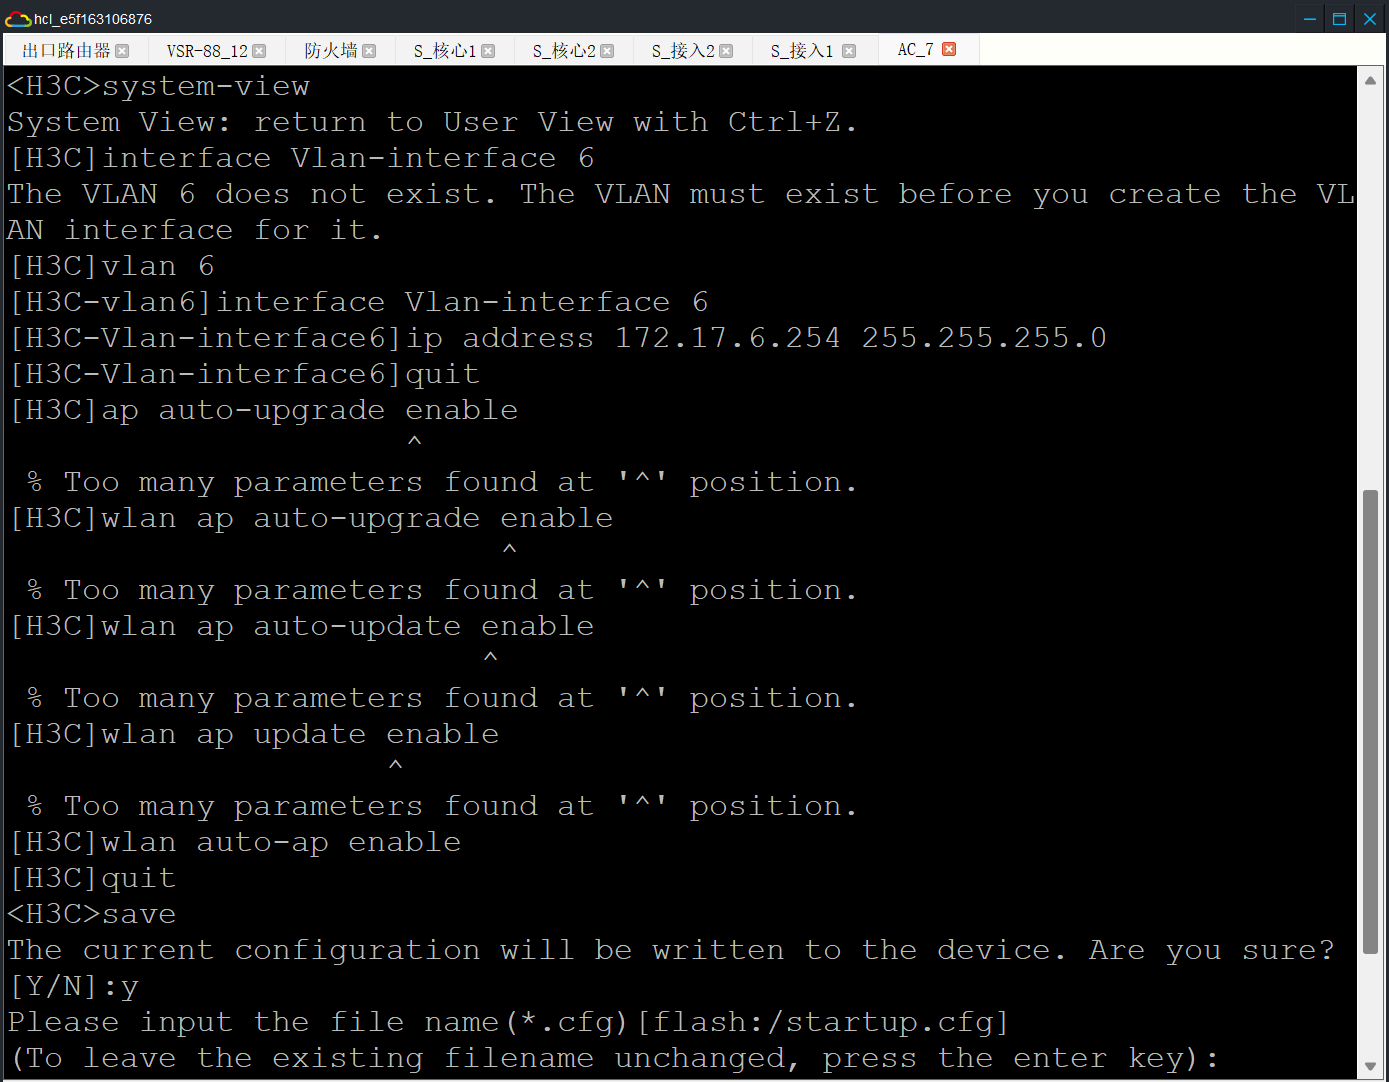 hcl_e5f163106876
出口路由器 VSR-88_12 防火墙 S_核心1 S_核心2 S_接入2 S_接入1 AC_7
<H3C>system-view
System View: return to User View with Ctrl+Z.
[H3C]interface Vlan-interface 6
The VLAN 6 does not exist. The VLAN must exist before you create the VL
AN interface for it.
[H3C]vlan 6
[H3C-vlan6]interface Vlan-interface 6
[H3C-Vlan-interface6]ip address 172.17.6.254 255.255.255.0
[H3C-Vlan-interface6]quit
[H3C]ap auto-upgrade enable
^
% Too many parameters found at '^' position.
[H3C]wlan ap auto-upgrade enable
^
% Too many parameters found at '^' position.
[H3C]wlan ap auto-update enable
^
% Too many parameters found at '^' position.
[H3C]wlan ap update enable
^
% Too many parameters found at '^' position.
[H3C]wlan auto-ap enable
[H3C]quit
<H3C>save
The current configuration will be written to the device. Are you sure?
[Y/N]:y
Please input the file name(*.cfg)[flash:/startup.cfg]
(To leave the existing filename unchanged, press the enter key):